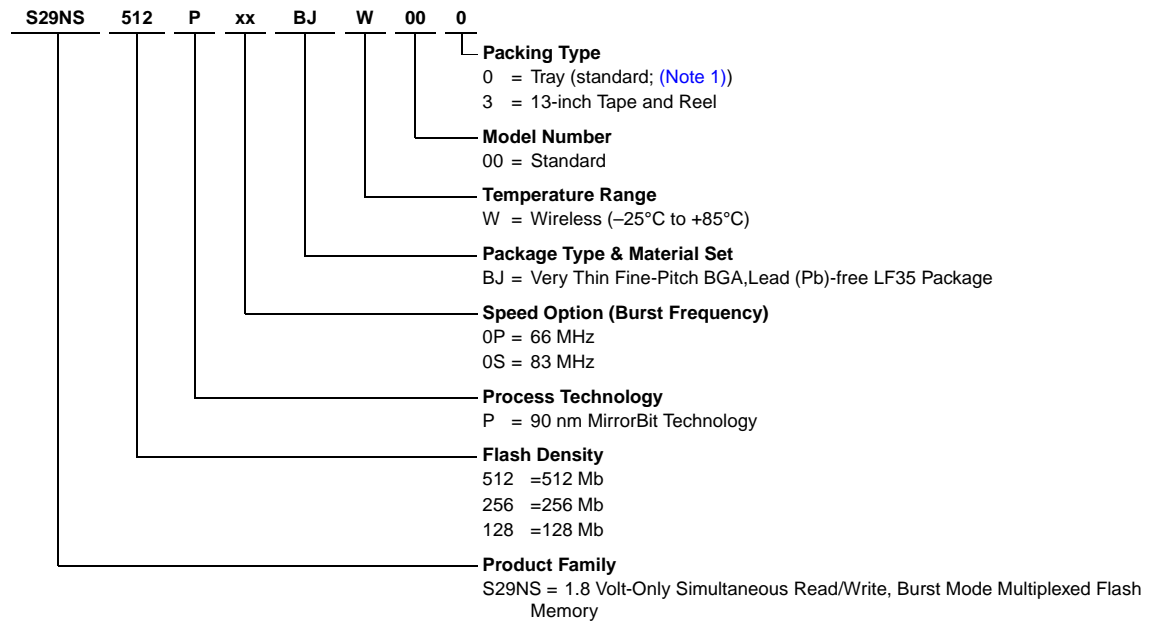 S29NS 512 P xx BJ W 00 0
Packing Type
0 = Tray (standard; (Note 1))
3 = 13-inch Tape and Reel
Model Number
00 = Standard
Temperature Range
W = Wireless (–25°C to +85°C)
Package Type & Material Set
BJ = Very Thin Fine-Pitch BGA,Lead (Pb)-free LF35 Package
Speed Option (Burst Frequency)
0P = 66 MHz
0S = 83 MHz
Process Technology
P = 90 nm MirrorBit Technology
Flash Density
512 =512 Mb
256 =256 Mb
128 =128 Mb
Product Family
S29NS = 1.8 Volt-Only Simultaneous Read/Write, Burst Mode Multiplexed Flash
Memory